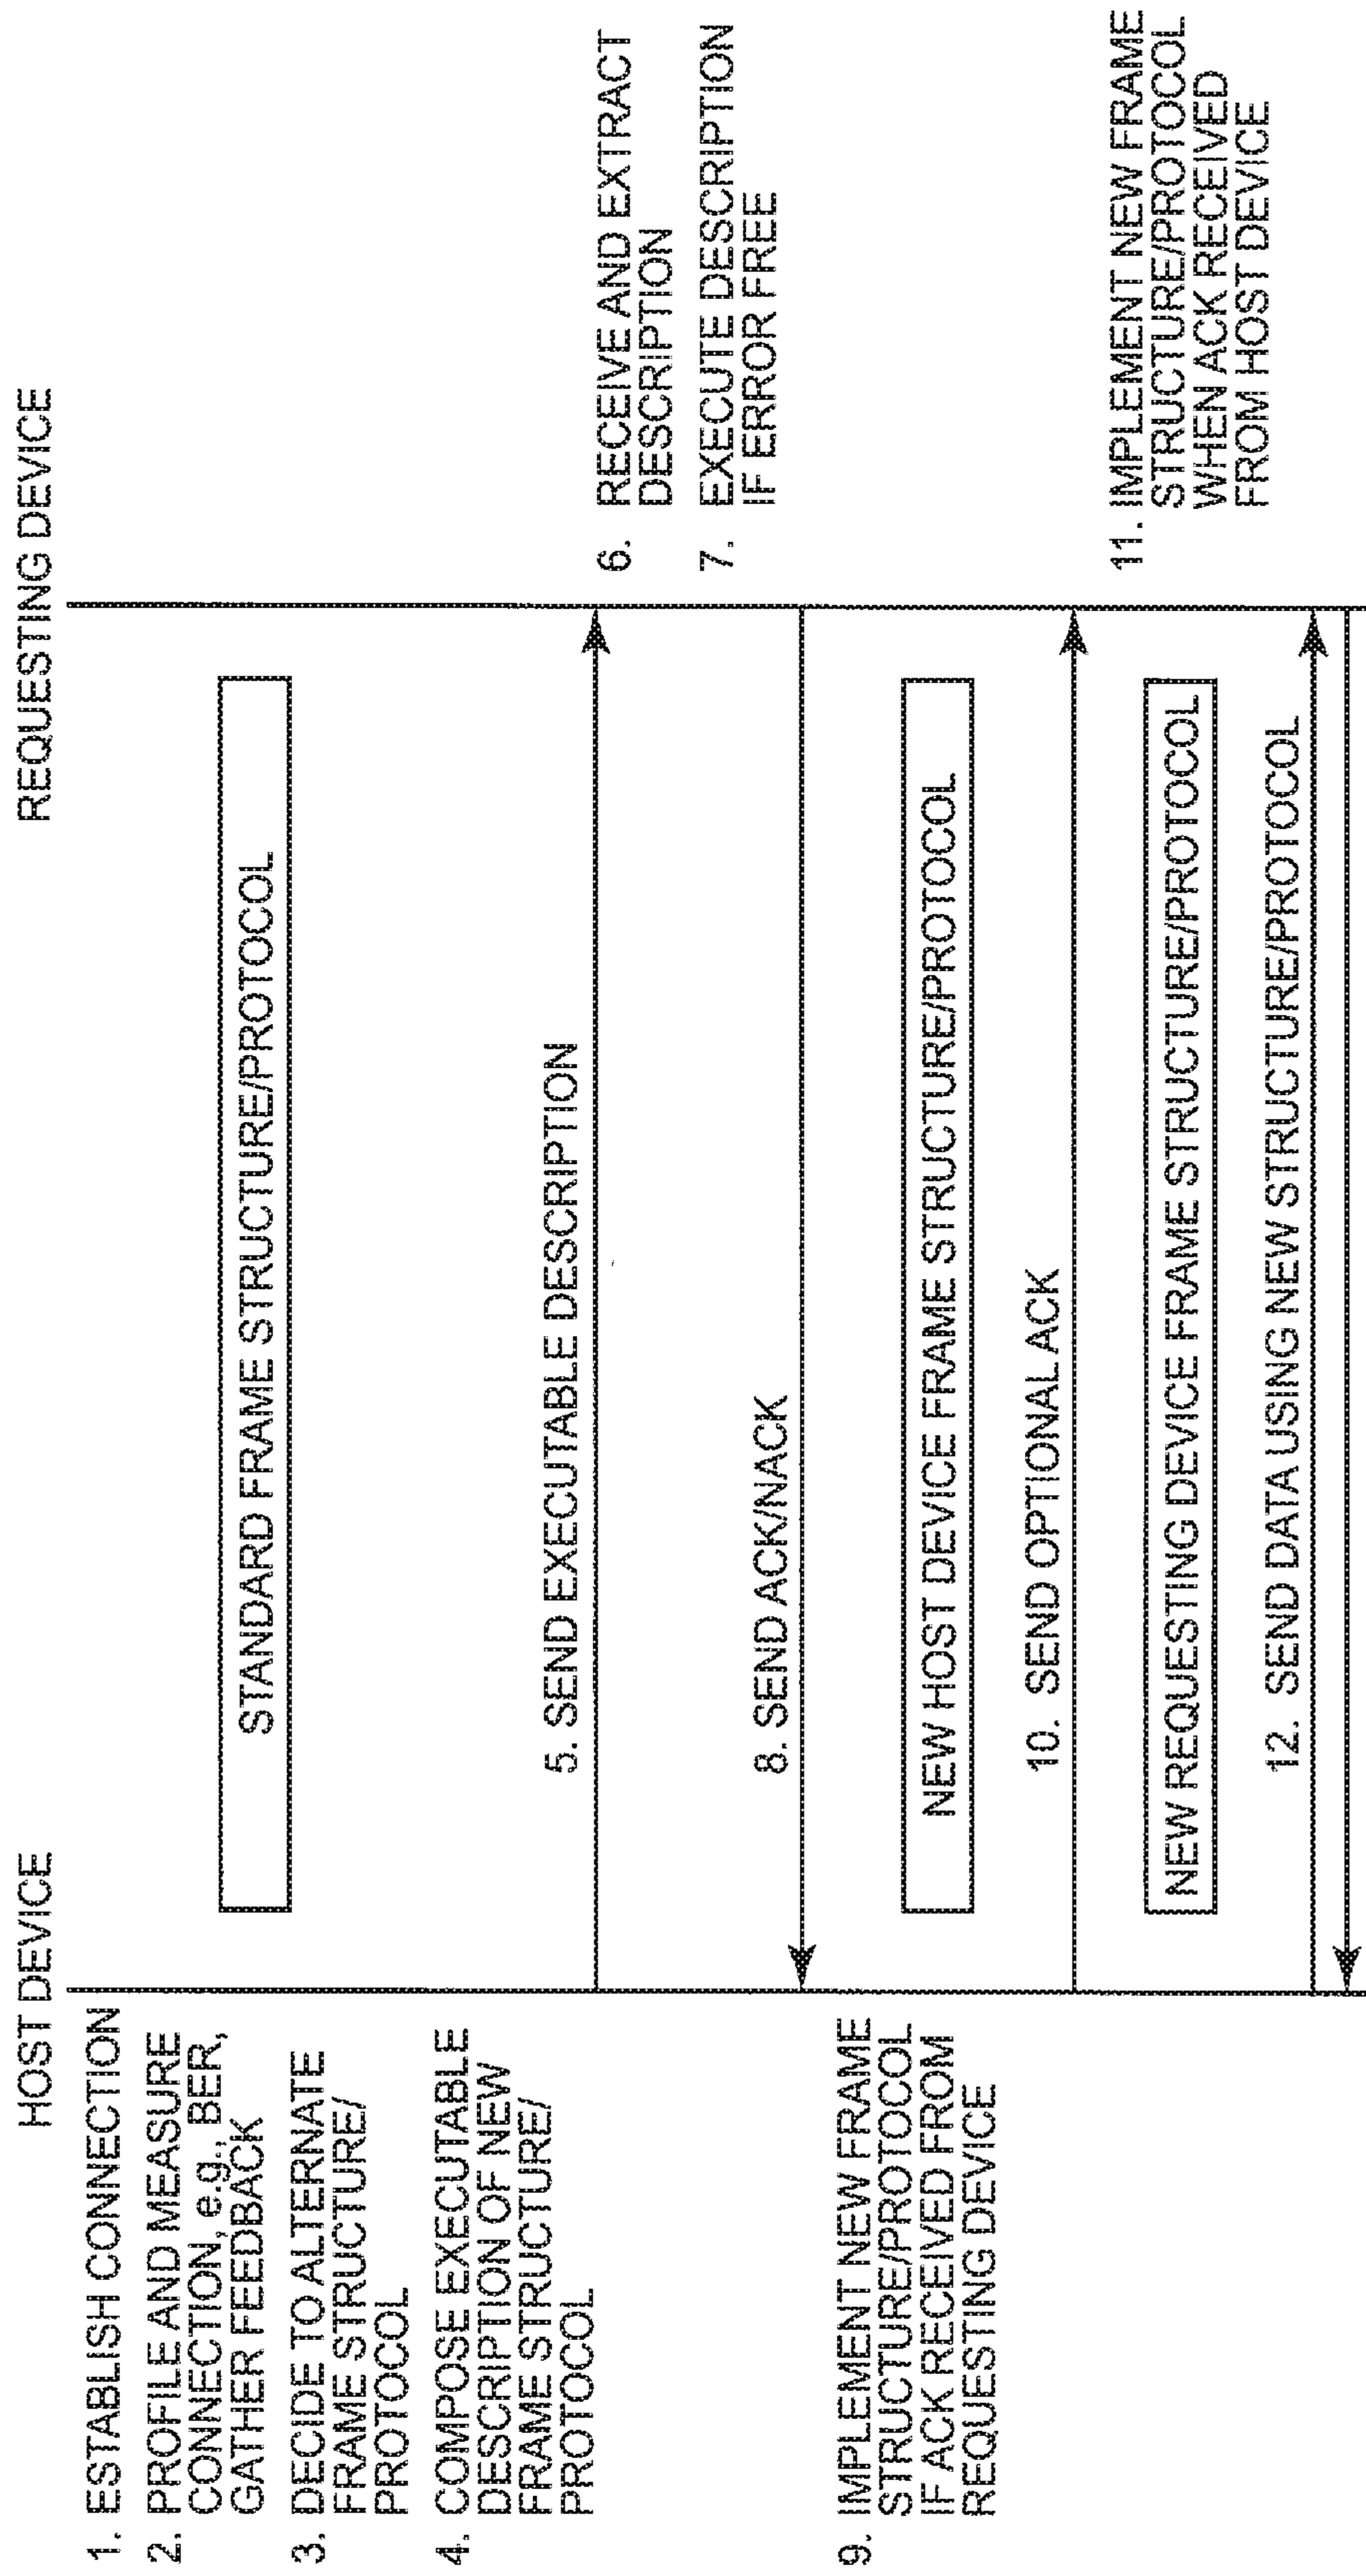 HOST DEVICE
REQUESTING DEVICE
1. ESTABLISH CONNECTION
2. PROFILE AND MEASURE
CONNECTION, e.g., BER,
GATHER FEEDBACK
STANDARD FRAME STRUCTURE/PROTOCOL
3. DECIDE TO ALTERNATE
FRAME STRUCTURE/
PROTOCOL
4. COMPOSE EXECUTABLE
DESCRIPTION OF NEW
FRAME STRUCTURE/
PROTOCOL
5. SEND EXECUTABLE DESCRIPTION
6. RECEIVE AND EXTRACT
DESCRIPTION
7. EXECUTE DESCRIPTION
IF ERROR FREE
8. SEND ACK/NACK
9. IMPLEMENT NEW FRAME
STRUCTURE/PROTOCOL
IF ACK RECEIVED FROM
REQUESTING DEVICE
NEW HOST DEVICE FRAME STRUCTURE/PROTOCOL
10. SEND OPTIONAL ACK
11. IMPLEMENT NEW FRAME
STRUCTURE/PROTOCOL
WHEN ACK RECEIVED
FROM HOST DEVICE
NEW REQUESTING DEVICE FRAME STRUCTURE/PROTOCOL
12. SEND DATA USING NEW STRUCTURE/PROTOCOL